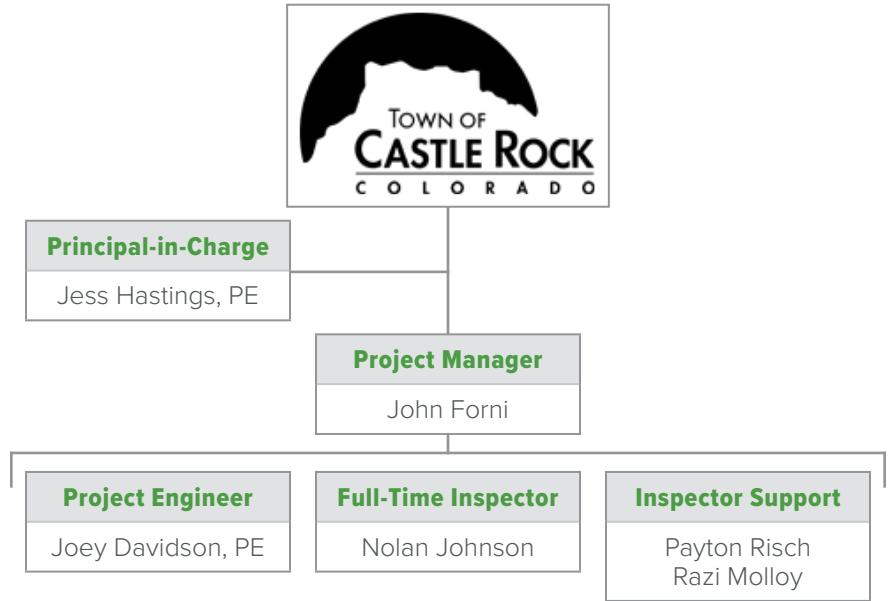 TOWN OF
CASTLE ROCK
COLORADO
Principal-in-Charge
Jess Hastings, PE
Project Manager
John Forni
Project Engineer
Joey Davidson, PE
Full-Time Inspector
Nolan Johnson
Inspector Support
Payton Risch
Razi Molloy